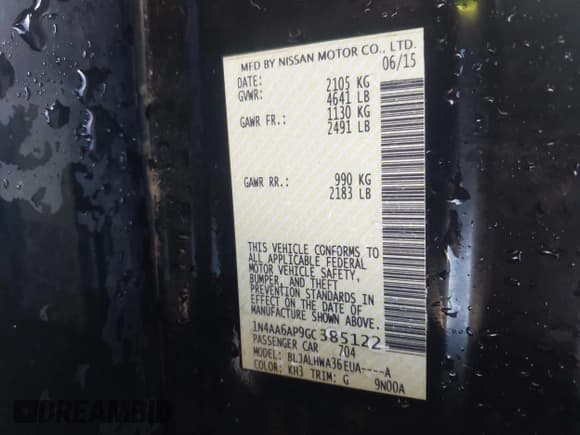 MFD BY NISSAN MOTOR CO., LTD.
DATE: 06/15
GVWR: 2105 KG
4641 LB
GAWR FR.: 1130 KG
2491 LB
GAWR RR.: 990 KG
2183 LB
THIS VEHICLE CONFORMS TO
ALL APPLICABLE FEDERAL
MOTOR VEHICLE SAFETY,
BUMPER, AND THEFT
PREVENTION STANDARDS IN
EFFECT ON THE DATE OF
MANUFACTURE SHOWN ABOVE.
1N4AA6AP9GC385122
PASSENGER CAR 704
MODEL: BLJALHWA36EUA----A
COLOR: KH3 TRIM: G 9N00A
DREAMBID